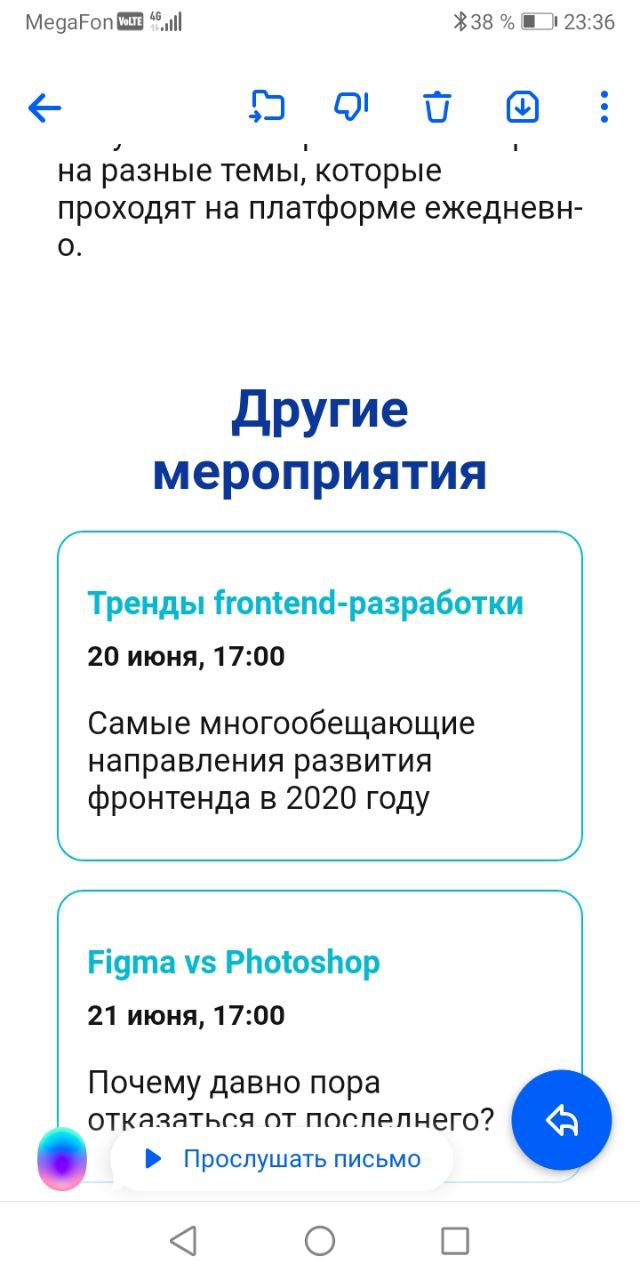 MegaFon VoLTE 4G 38 % 23:36
на разные темы, которые
проходят на платформе ежедневн-
о.
Другие
мероприятия
Тренды frontend-разработки
20 июня, 17:00
Самые многообещающие
направления развития
фронтенда в 2020 году
Figma vs Photoshop
21 июня, 17:00
Почему давно пора
отказаться от последнего?
Прослушать письмо